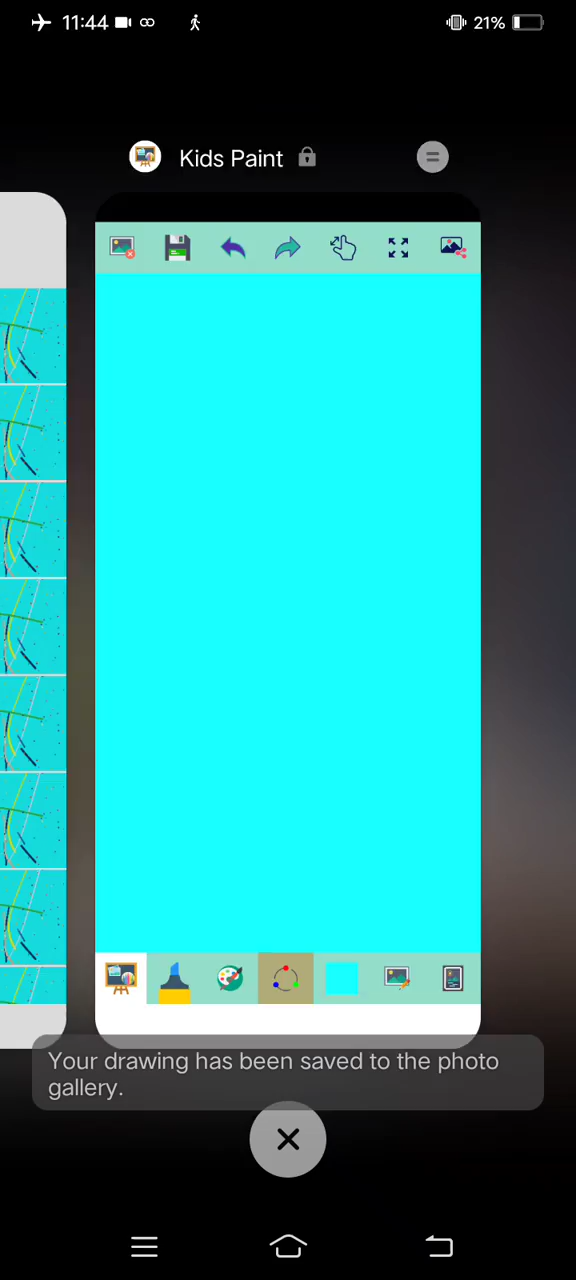 11:44
21%
Kids Paint
Your drawing has been saved to the photo
gallery.